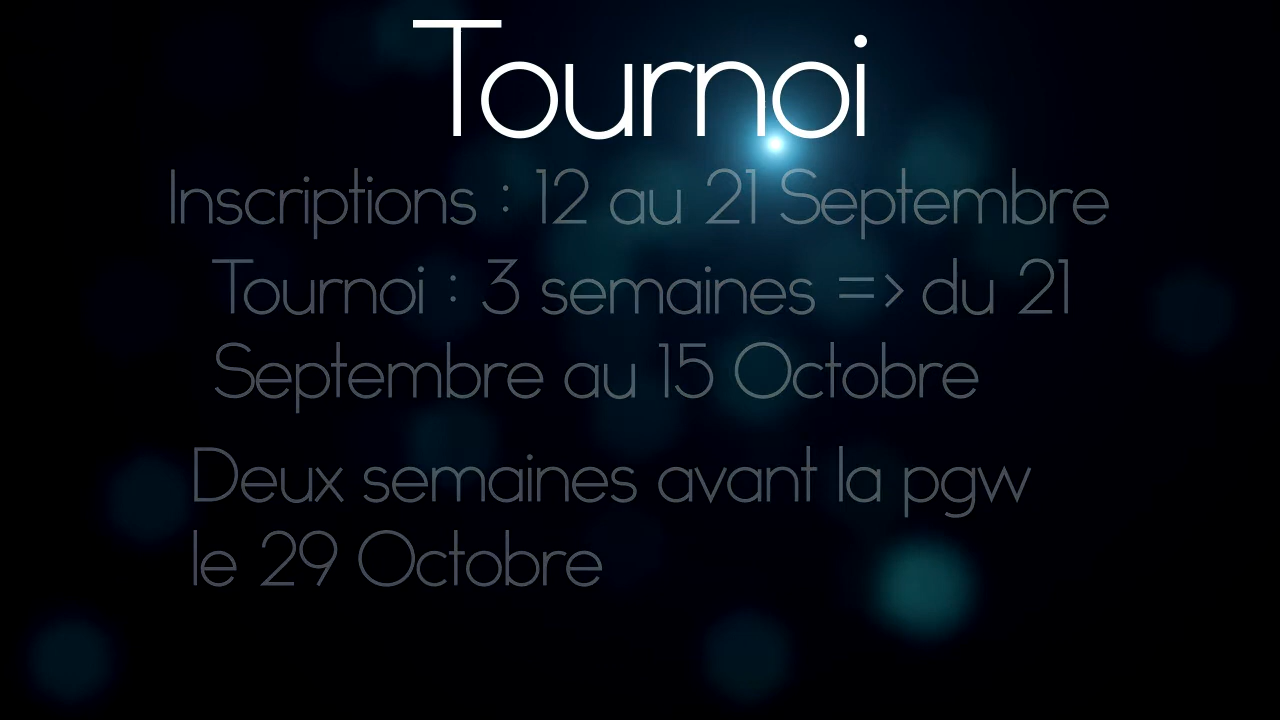 Tournoi
Inscriptions : 12 au 21 Septembre
Tournoi : 3 semaines => du 21
Septembre au 15 Octobre
Deux semaines avant la pgw
le 29 Octobre